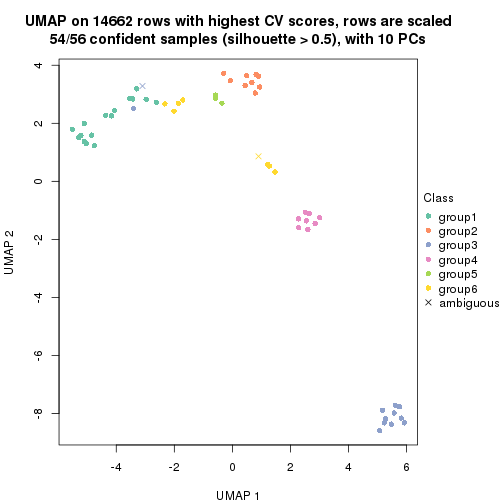 UMAP on 14662 rows with highest CV scores, rows are scaled
54/56 confident samples (silhouette > 0.5), with 10 PCs
4
2
0
-2
-4
-6
-8
UMAP 2
-4
-2
0
2
4
6
UMAP 1
Class
group1
group2
group3
group4
group5
group6
ambiguous